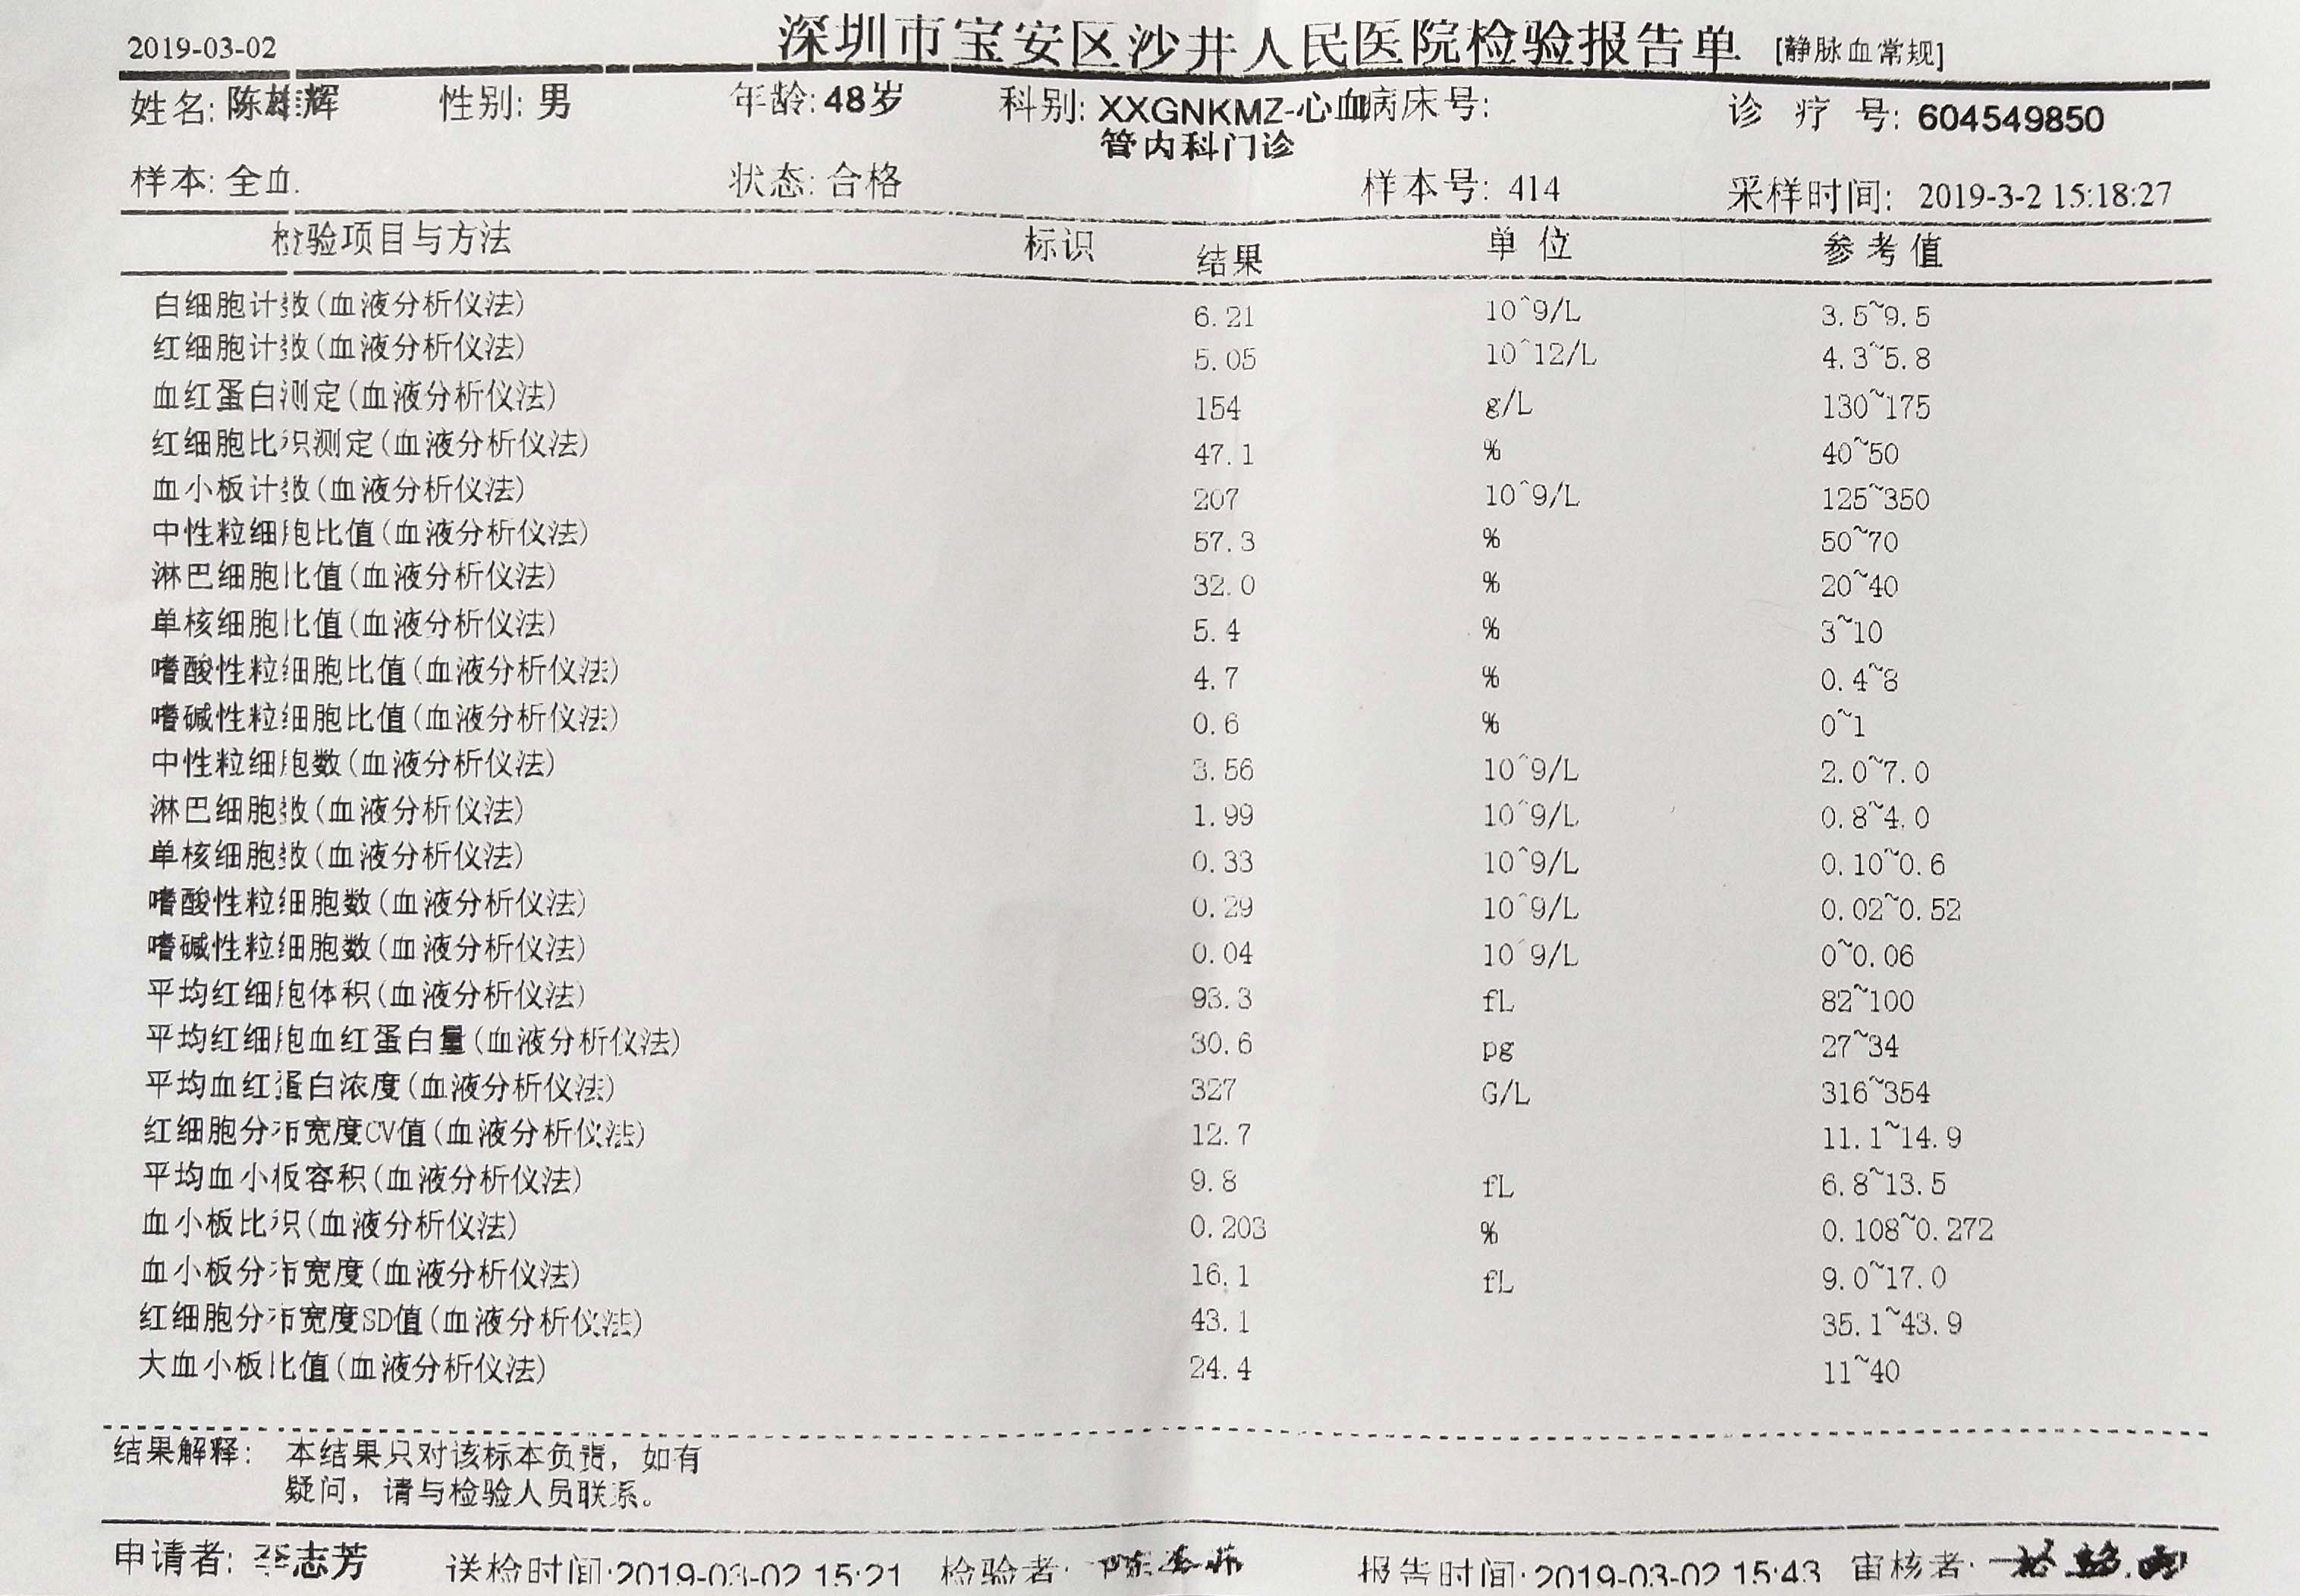 2019-03-02 深圳市宝安区沙井人民医院检验报告单 [静脉血常规]
姓名: 陈雄辉 性别: 男 年龄: 48岁 科别: XXGNKMZ-心血管内科门诊 病床号: 诊疗号: 604549850
样本: 全血. 状态: 合格 样本号: 414 采样时间: 2019-3-2 15:18:27
检验项目与方法 标识 结果 单位 参考值
白细胞计数(血液分析仪法) 6.21 10^9/L 3.5~9.5
红细胞计数(血液分析仪法) 5.05 10^12/L 4.3~5.8
血红蛋白测定(血液分析仪法) 154 g/L 130~175
红细胞比积测定(血液分析仪法) 47.1 % 40~50
血小板计数(血液分析仪法) 207 10^9/L 125~350
中性粒细胞比值(血液分析仪法) 57.3 % 50~70
淋巴细胞比值(血液分析仪法) 32.0 % 20~40
单核细胞比值(血液分析仪法) 5.4 % 3~10
嗜酸性粒细胞比值(血液分析仪法) 4.7 % 0.4~8
嗜碱性粒细胞比值(血液分析仪法) 0.6 % 0~1
中性粒细胞数(血液分析仪法) 3.56 10^9/L 2.0~7.0
淋巴细胞数(血液分析仪法) 1.99 10^9/L 0.8~4.0
单核细胞数(血液分析仪法) 0.33 10^9/L 0.10~0.6
嗜酸性粒细胞数(血液分析仪法) 0.29 10^9/L 0.02~0.52
嗜碱性粒细胞数(血液分析仪法) 0.04 10^9/L 0~0.06
平均红细胞体积(血液分析仪法) 93.3 fL 82~100
平均红细胞血红蛋白量(血液分析仪法) 30.6 pg 27~34
平均血红蛋白浓度(血液分析仪法) 327 G/L 316~354
红细胞分布宽度CV值(血液分析仪法) 12.7 11.1~14.9
平均血小板容积(血液分析仪法) 9.8 fL 6.8~13.5
血小板比积(血液分析仪法) 0.203 % 0.108~0.272
血小板分布宽度(血液分析仪法) 16.1 fL 9.0~17.0
红细胞分布宽度SD值(血液分析仪法) 43.1 35.1~43.9
大血小板比值(血液分析仪法) 24.4 11~40
结果解释: 本结果只对该标本负责，如有
疑问，请与检验人员联系。
申请者: 李志芳 送检时间:2019-03-02 15:21 检验者: 报告时间:2019-03-02 15:43 审核者: